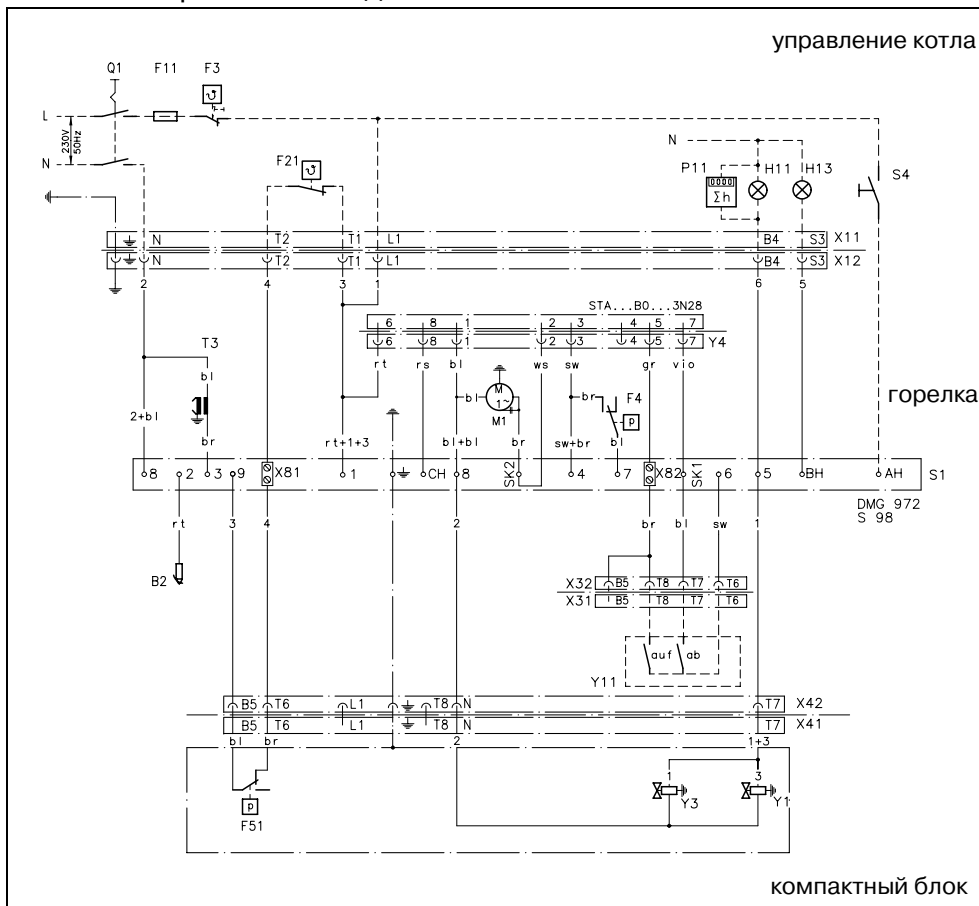 управление котла
Q1 F11 F3
L
230V
50Hz
N
F21
N
P11 H11 H13
Σh
S4
N T2 T1 L1 B4 S3 X11
N T2 T1 L1 B4 S3 X12
2 4 3 1 6 5
STA...B0...3N28
6 8 1 2 3 4 5 7
6 8 1 2 3 4 5 7 Y4
T3
rt rs bl ws sw gr vio
bl
горелка
M
1~
M1
bl br F4
p
2+bl
br rt+1+3 bl+bl br sw+br bl
8 2 3 9 X81 1 CH 8 SK2 4 7 X82 SK1 6 5 BH AH S1
DMG 972
S 98
rt 3 4 2 br bl sw 1
B2
X32 B5 T8 T7 T6
X31 B5 T8 T7 T6
auf ab
Y11
B5 T6 L1 T8 N T7 X42
B5 T6 T8 N T7 X41
bl br 2 1+3
1 3
p
Y3 Y1
F51
компактный блок